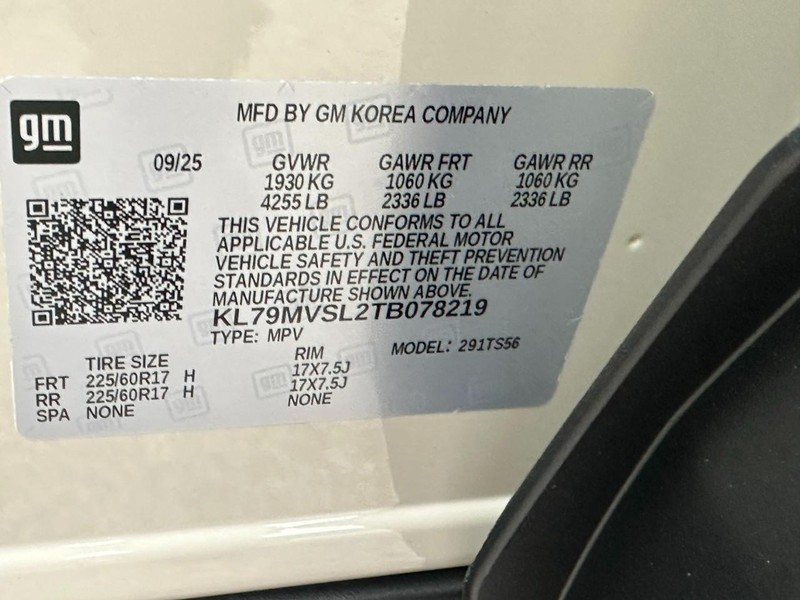 gm
MFD BY GM KOREA COMPANY
09/25 GVWR GAWR FRT GAWR RR
1930 KG 1060 KG 1060 KG
4255 LB 2336 LB 2336 LB
THIS VEHICLE CONFORMS TO ALL
APPLICABLE U.S. FEDERAL MOTOR
VEHICLE SAFETY AND THEFT PREVENTION
STANDARDS IN EFFECT ON THE DATE OF
MANUFACTURE SHOWN ABOVE.
KL79MVSL2TB078219
TYPE: MPV MODEL: 291TS56
TIRE SIZE RIM
FRT 225/60R17 H 17X7.5J
RR 225/60R17 H 17X7.5J
SPA NONE NONE